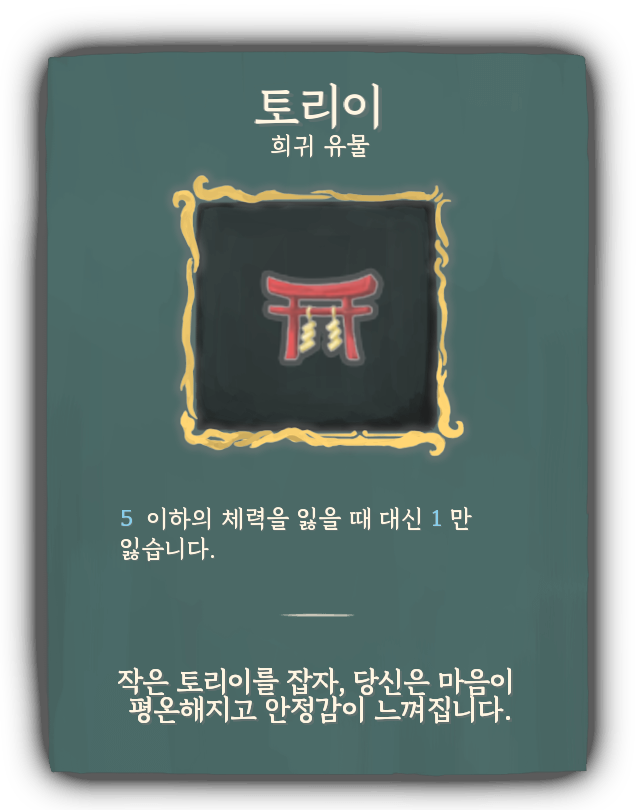 토리이
희귀 유물
5 이하의 체력을 잃을 때 대신 1 만
잃습니다.
작은 토리이를 잡자, 당신은 마음이
평온해지고 안정감이 느껴집니다.